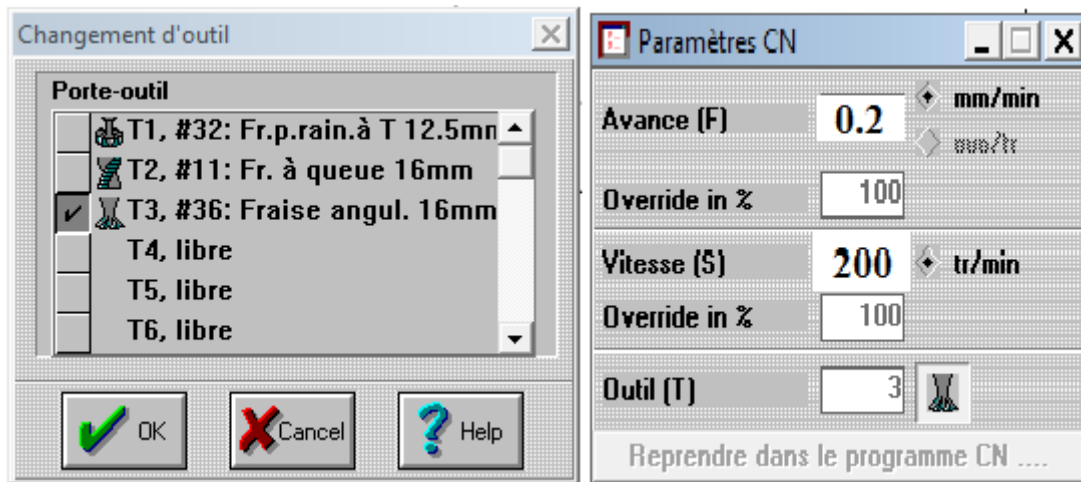 Changement d'outil
Porte-outil
T1, #32: Fr.p.rain.à T 12.5mm
T2, #11: Fr. à queue 16mm
T3, #36: Fraise angul. 16mm
T4, libre
T5, libre
T6, libre
OK
Cancel
Help
Paramètres CN
Avance (F) 0.2 mm/min
mm/tr
Override in % 100
Vitesse (S) 200 tr/min
Override in % 100
Outil (T) 3
Reprendre dans le programme CN ....